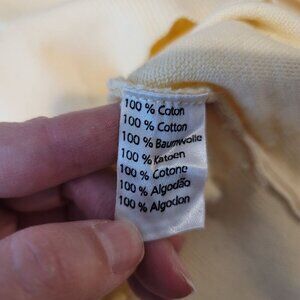 100 % Coton
100 % Cotton
100 % Baumwolle
100 % Katoen
100 % Cotone
100 % Algodão
100 % Algodon